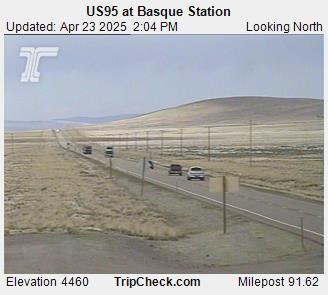 US95 at Basque Station
Updated: Apr 23 2025 2:04 PM Looking North
Elevation 4460 TripCheck.com Milepost 91.62